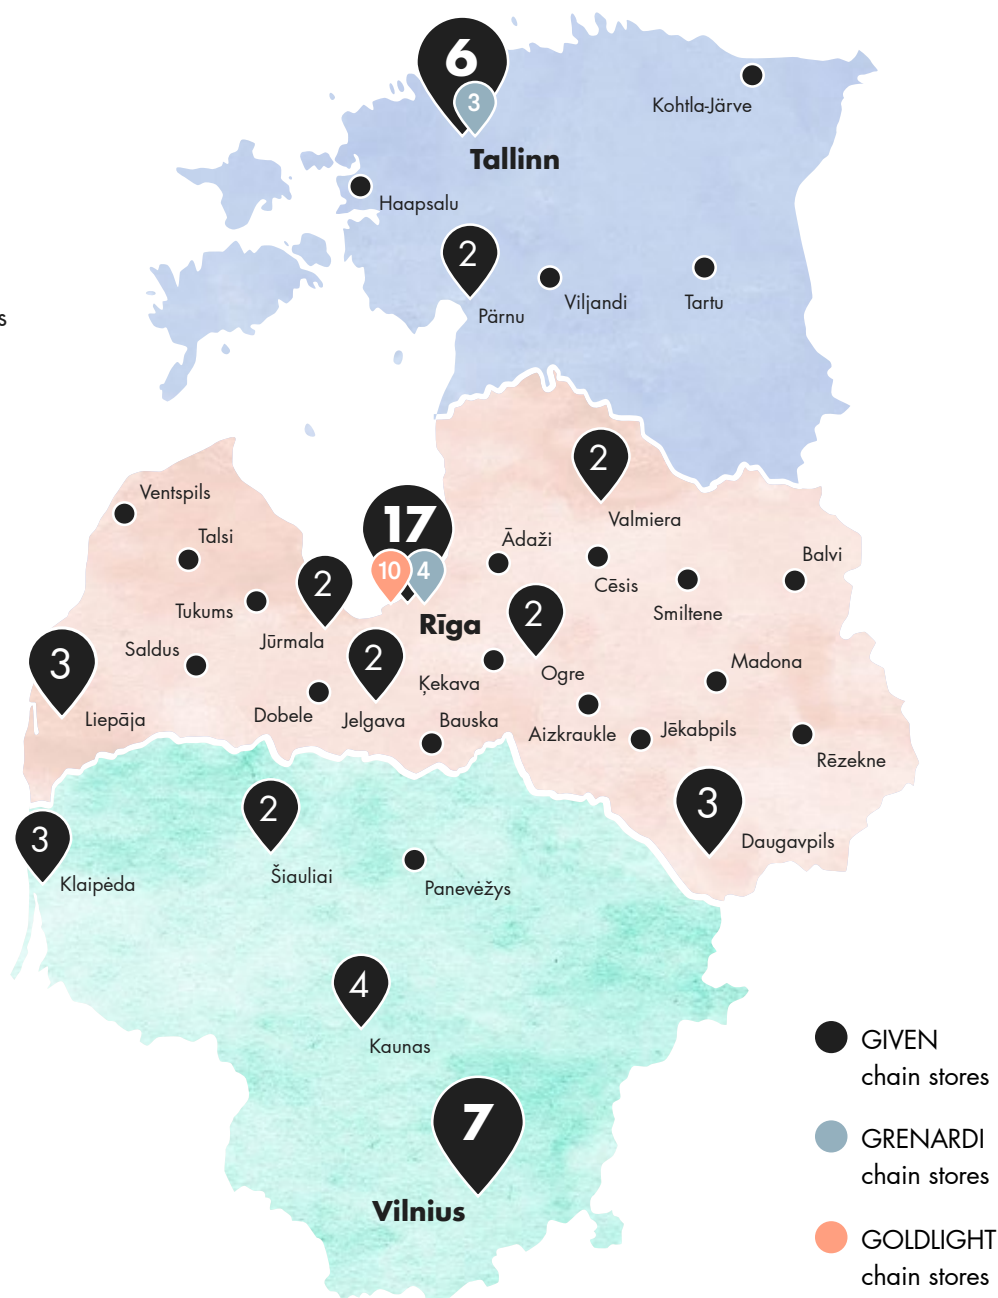 6
3
Tallinn
Kohtla-Järve
Haapsalu
2
Pärnu
Viljandi
Tartu
s
2
Valmiera
Ventspils
Talsi
Tukums
2
Jūrmala
17
10
4
Rīga
Ādaži
Cēsis
Smiltene
Balvi
3
Liepāja
Saldus
Dobele
2
Jelgava
Ķekava
2
Ogre
Bauska
Aizkraukle
Jēkabpils
Madona
Rēzekne
3
Daugavpils
3
Klaipėda
2
Šiauliai
Panevėžys
4
Kaunas
7
Vilnius
GIVEN
chain stores
GRENARDI
chain stores
GOLDLIGHT
chain stores